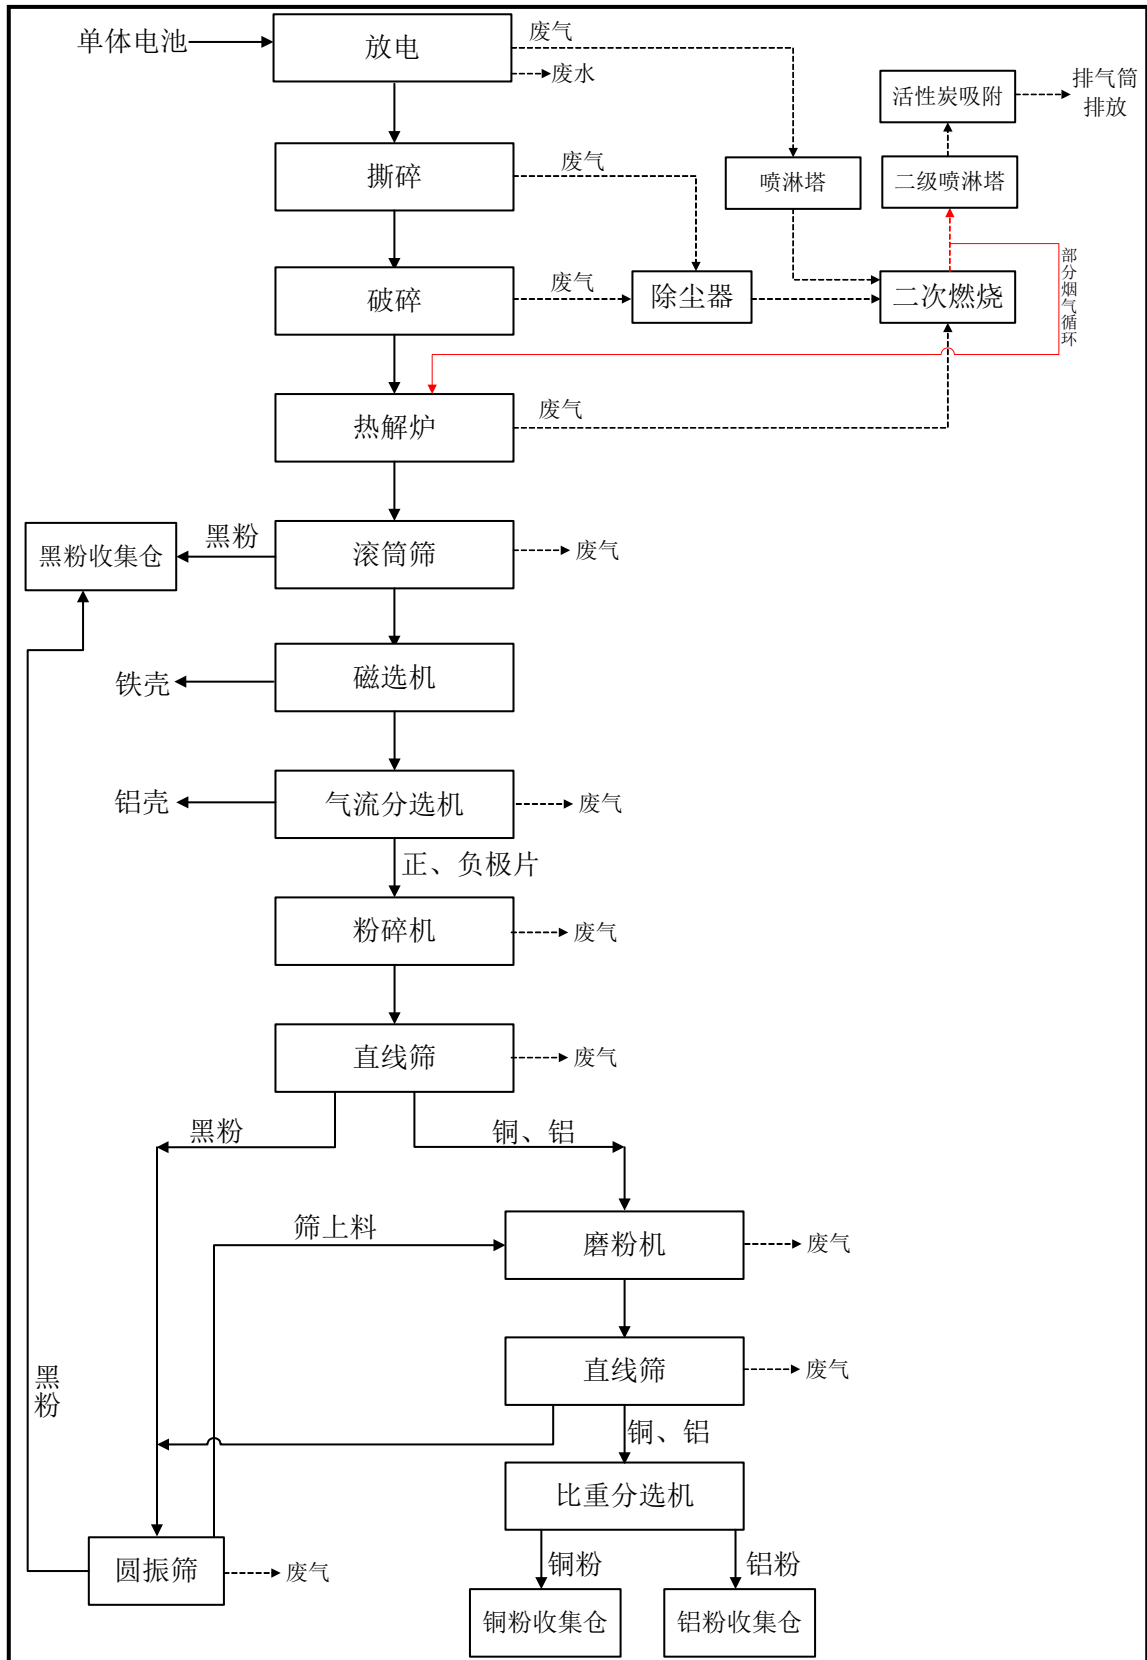 单体电池
放电
废气
废水
活性炭吸附
排气筒
排放
撕碎
废气
喷淋塔
二级喷淋塔
部分烟气循环
破碎
废气
除尘器
二次燃烧
热解炉
废气
黑粉收集仓
黑粉
滚筒筛
废气
铁壳
磁选机
铝壳
气流分选机
废气
正、负极片
粉碎机
废气
直线筛
废气
黑粉
铜、铝
筛上料
磨粉机
废气
黑粉
直线筛
废气
铜、铝
比重分选机
圆振筛
废气
铜粉
铝粉
铜粉收集仓
铝粉收集仓